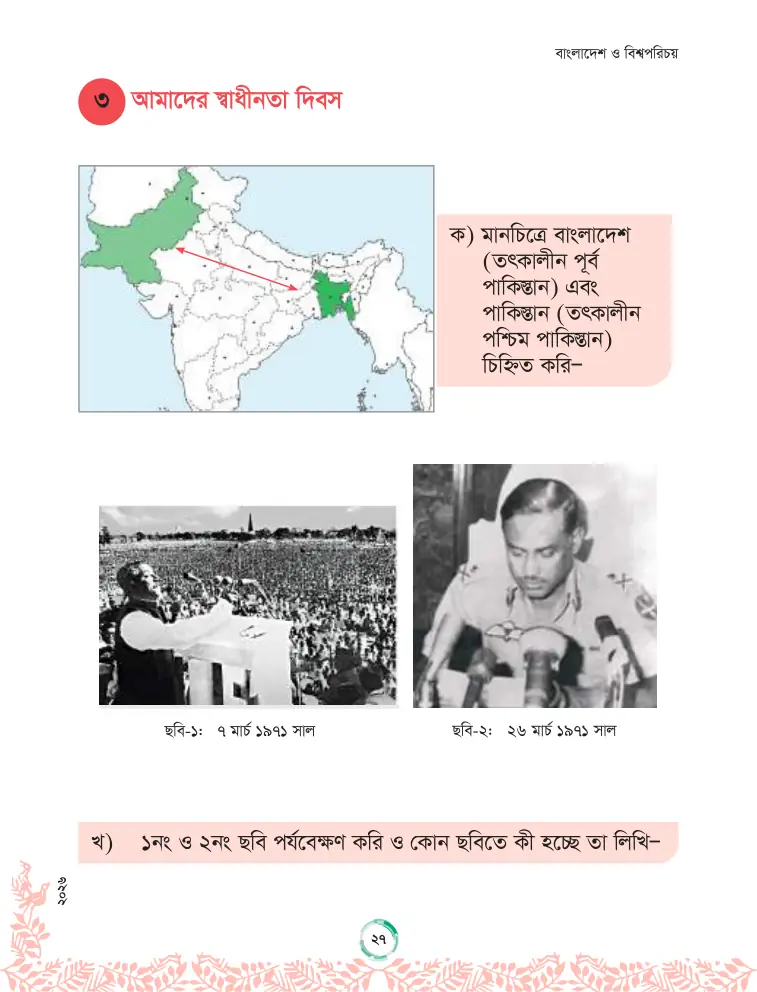 বাংলাদেশ ও বিশ্বপরিচয়
৩ আমাদের স্বাধীনতা দিবস
ক) মানচিত্রে বাংলাদেশ
(তৎকালীন পূর্ব
পাকিস্তান) এবং
পাকিস্তান (তৎকালীন
পশ্চিম পাকিস্তান)
চিহ্নিত করি–
ছবি-১: ৭ মার্চ ১৯৭১ সাল
ছবি-২: ২৬ মার্চ ১৯৭১ সাল
খ) ১নং ও ২নং ছবি পর্যবেক্ষণ করি ও কোন ছবিতে কী হচ্ছে তা লিখি–
২০২৬
২৭